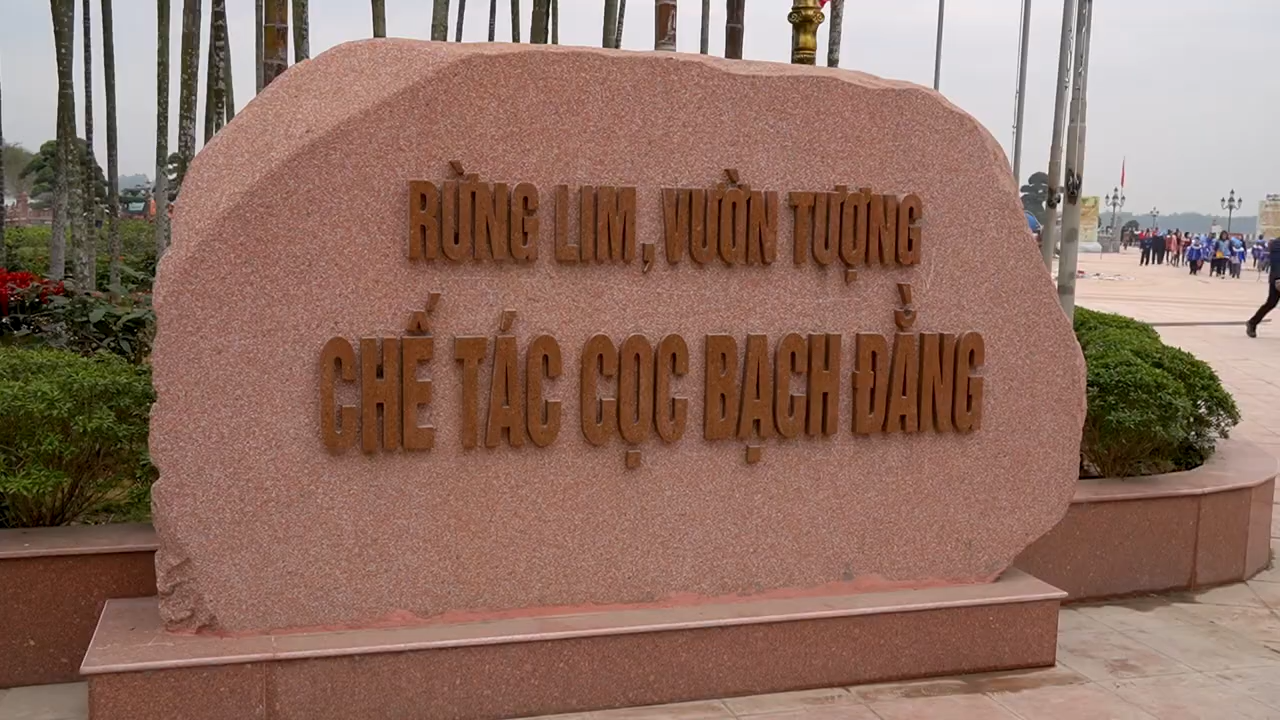 RỪNG LIM, VƯỜN TƯỢNG
CHẾ TÁC CỌC BẠCH ĐẰNG